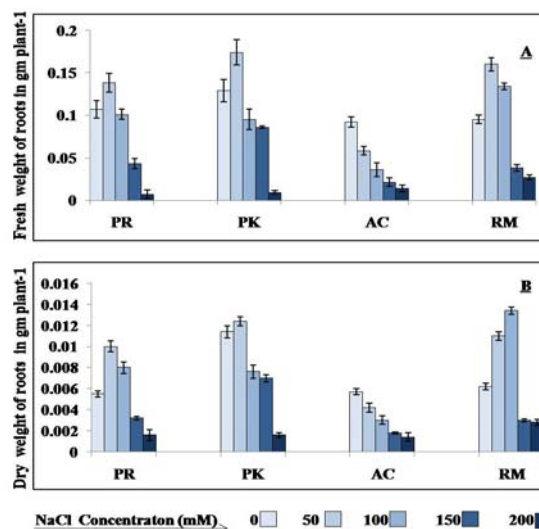 Fresh weight of roots in gm plant-1
A
0.2
0.15
0.1
0.05
0
PR PK AC RM
Dry weight of roots in gm plant-1
B
0.016
0.014
0.012
0.01
0.008
0.006
0.004
0.002
0
PR PK AC RM
NaCl Concentraton (mM) 0 50 100 150 200